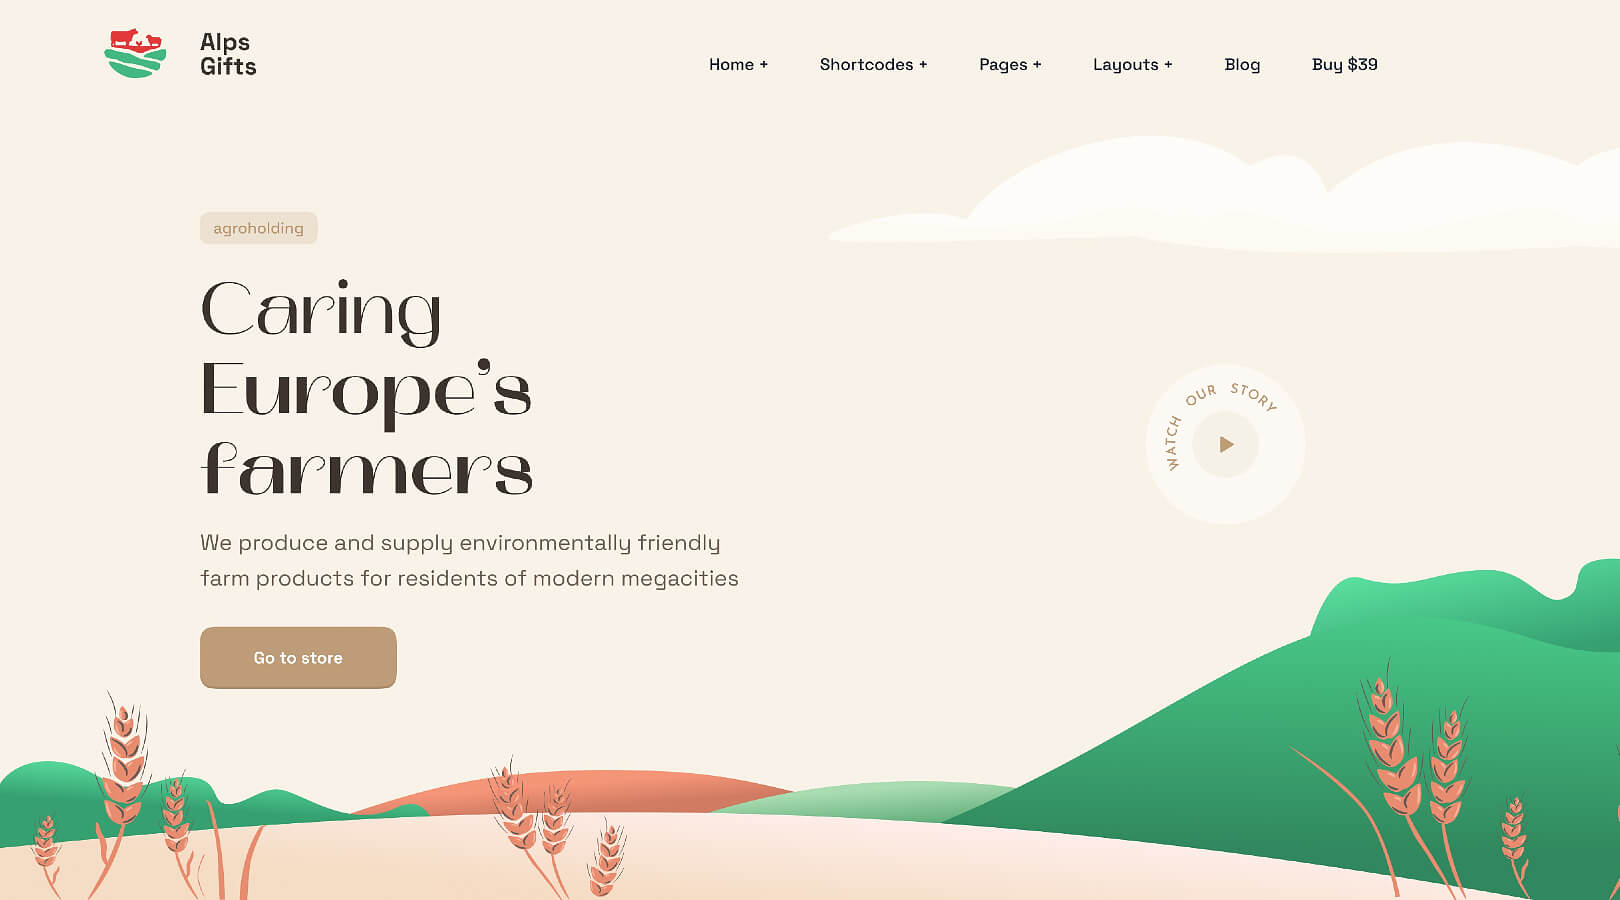 Alps
Gifts
Home +
Shortcodes +
Pages +
Layouts +
Blog
Buy $39
agroholding
Caring
Europe’s
farmers
We produce and supply environmentally friendly
farm products for residents of modern megacities
Go to store
WATCH OUR STORY